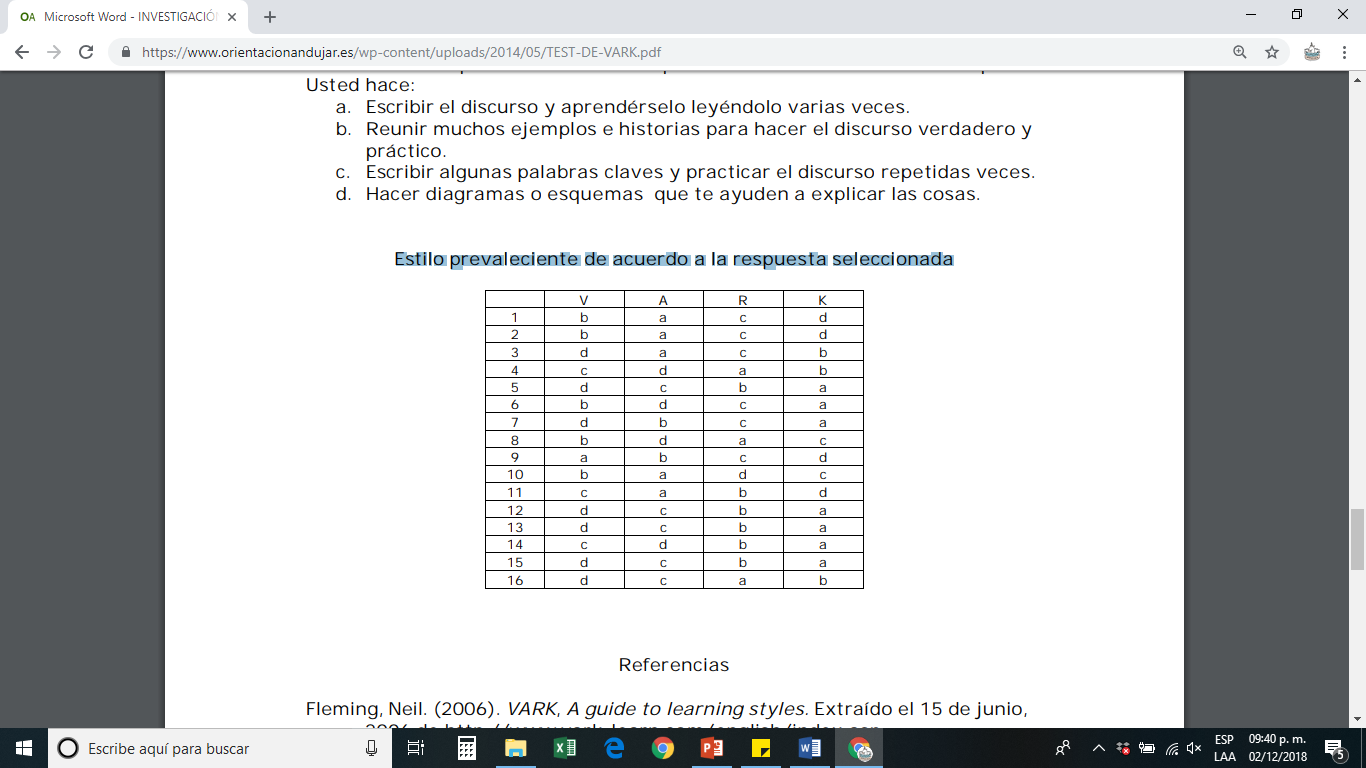 OA Microsoft Word - INVESTIGACIÓN
https://www.orientacionandujar.es/wp-content/uploads/2014/05/TEST-DE-VARK.pdf
Usted hace:
a. Escribir el discurso y aprendérselo leyéndolo varias veces.
b. Reunir muchos ejemplos e historias para hacer el discurso verdadero y
práctico.
c. Escribir algunas palabras claves y practicar el discurso repetidas veces.
d. Hacer diagramas o esquemas que te ayuden a explicar las cosas.
Estilo prevaleciente de acuerdo a la respuesta seleccionada
V A R K
1 b a c d
2 b a c d
3 d a c b
4 c d a b
5 d c b a
6 b d c a
7 d b c a
8 b d a c
9 a b c d
10 b a d c
11 c a b d
12 d c b a
13 d c b a
14 c d b a
15 d c b a
16 d c a b
Referencias
Fleming, Neil. (2006). VARK, A guide to learning styles. Extraído el 15 de junio,
Escribe aquí para buscar
ESP 09:40 p. m.
LAA 02/12/2018 5